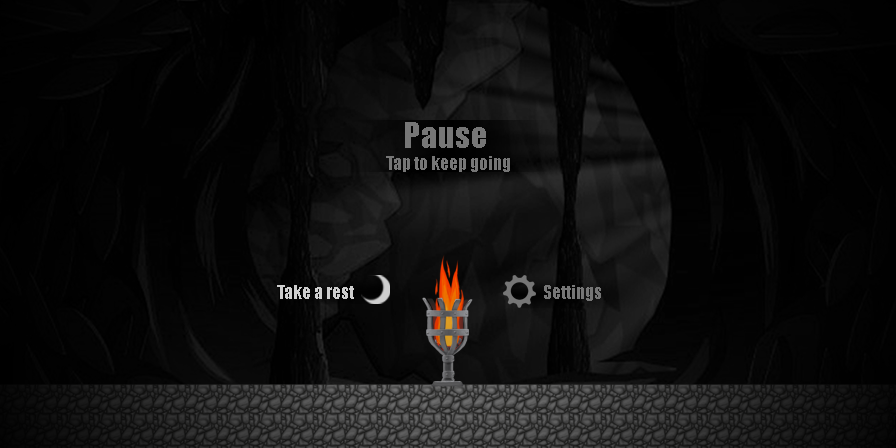 Pause
Tap to keep going
Take a rest
Settings